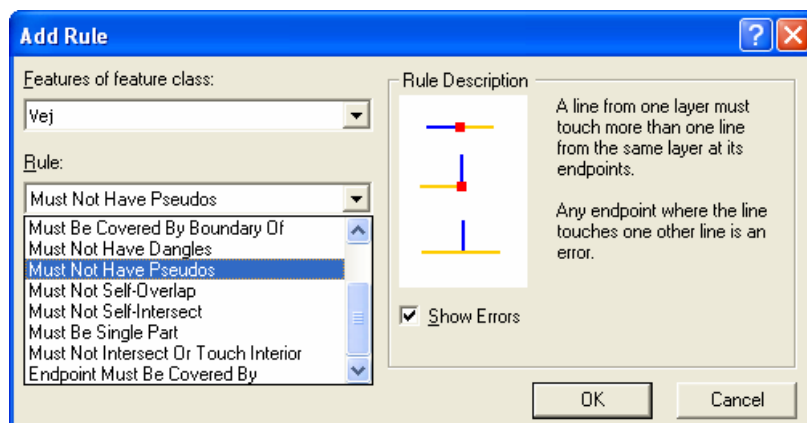 Add Rule
Features of feature class:
Vej
Rule:
Must Not Have Pseudos
Must Be Covered By Boundary Of
Must Not Have Dangles
Must Not Have Pseudos
Must Not Self-Overlap
Must Not Self-Intersect
Must Be Single Part
Must Not Intersect Or Touch Interior
Endpoint Must Be Covered By
Rule Description
A line from one layer must
touch more than one line
from the same layer at its
endpoints.
Any endpoint where the line
touches one other line is an
error.
Show Errors
OK
Cancel